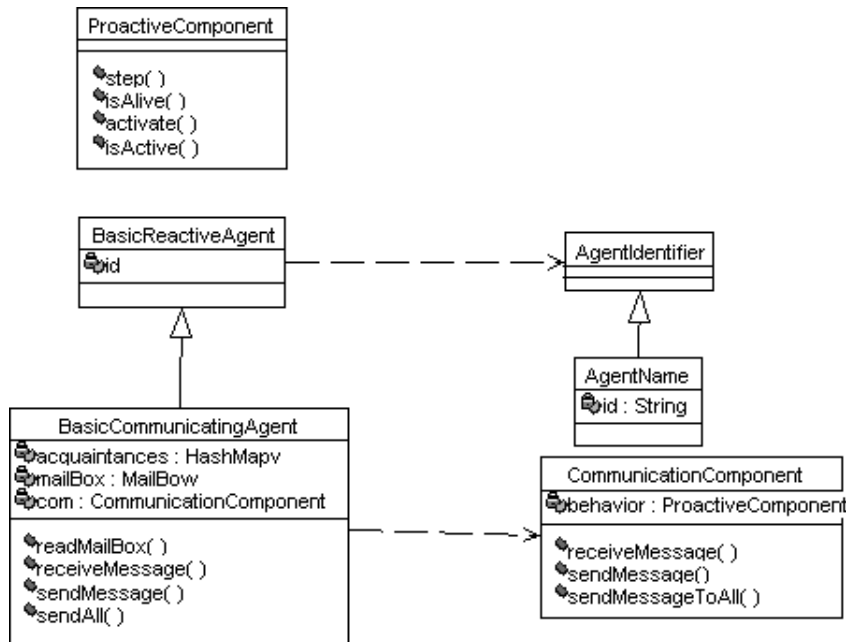 ProactiveComponent
step( )
isAlive( )
activate( )
isActive( )
BasicReactiveAgent
id
AgentIdentifier
AgentName
id : String
BasicCommunicatingAgent
acquaintances : HashMapv
mailBox : MailBow
com : CommunicationComponent
readMailBox( )
receiveMessage( )
sendMessage( )
sendAll( )
CommunicationComponent
behavior : ProactiveComponent
receiveMessage( )
sendMessage()
sendMessageToAll( )